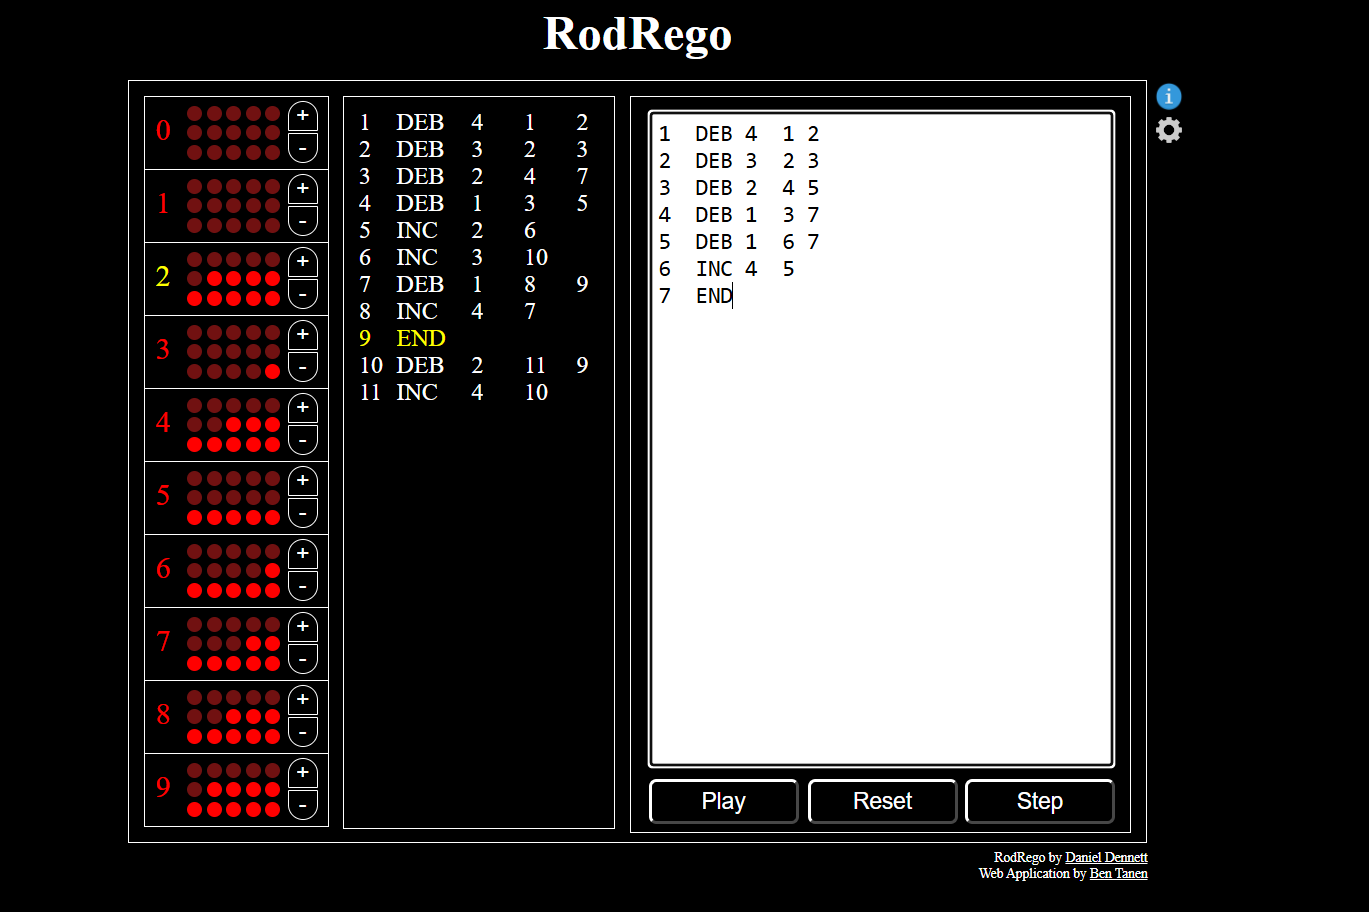 RodRego
0 + -
1 + -
2 + -
3 + -
4 + -
5 + -
6 + -
7 + -
8 + -
9 + -
1 DEB 4 1 2
2 DEB 3 2 3
3 DEB 2 4 7
4 DEB 1 3 5
5 INC 2 6
6 INC 3 10
7 DEB 1 8 9
8 INC 4 7
9 END
10 DEB 2 11 9
11 INC 4 10
1 DEB 4 1 2
2 DEB 3 2 3
3 DEB 2 4 5
4 DEB 1 3 7
5 DEB 1 6 7
6 INC 4 5
7 END
Play Reset Step
i
RodRego by Daniel Dennett
Web Application by Ben Tanen